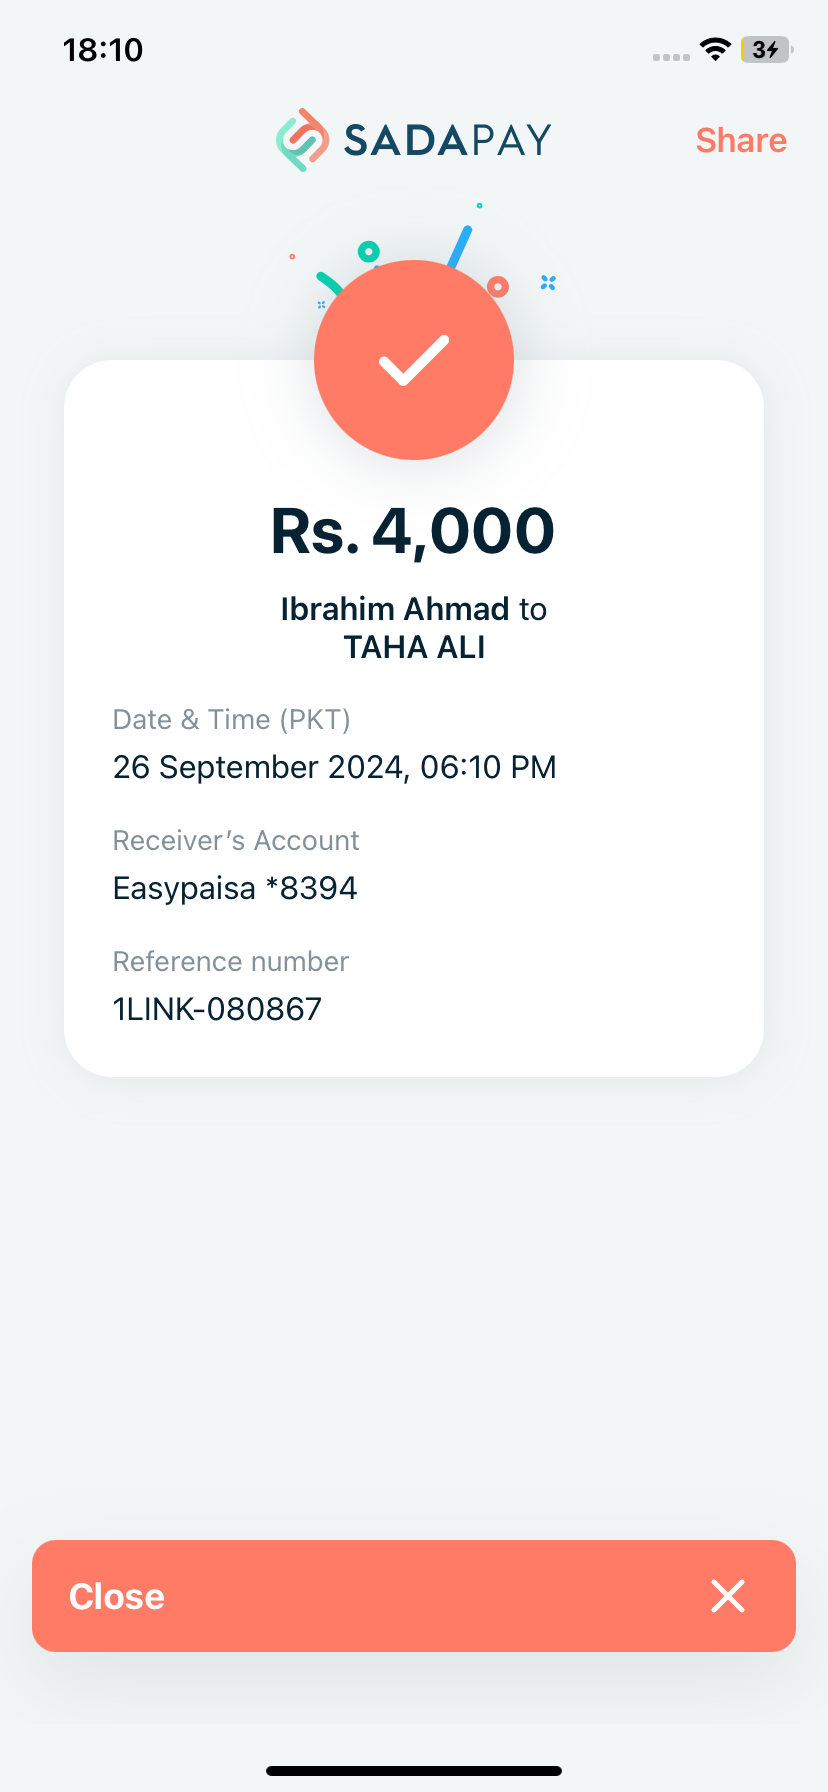 18:10
3
SADAPAY
Share
Rs. 4,000
Ibrahim Ahmad to
TAHA ALI
Date & Time (PKT)
26 September 2024, 06:10 PM
Receiver’s Account
Easypaisa *8394
Reference number
1LINK-080867
Close